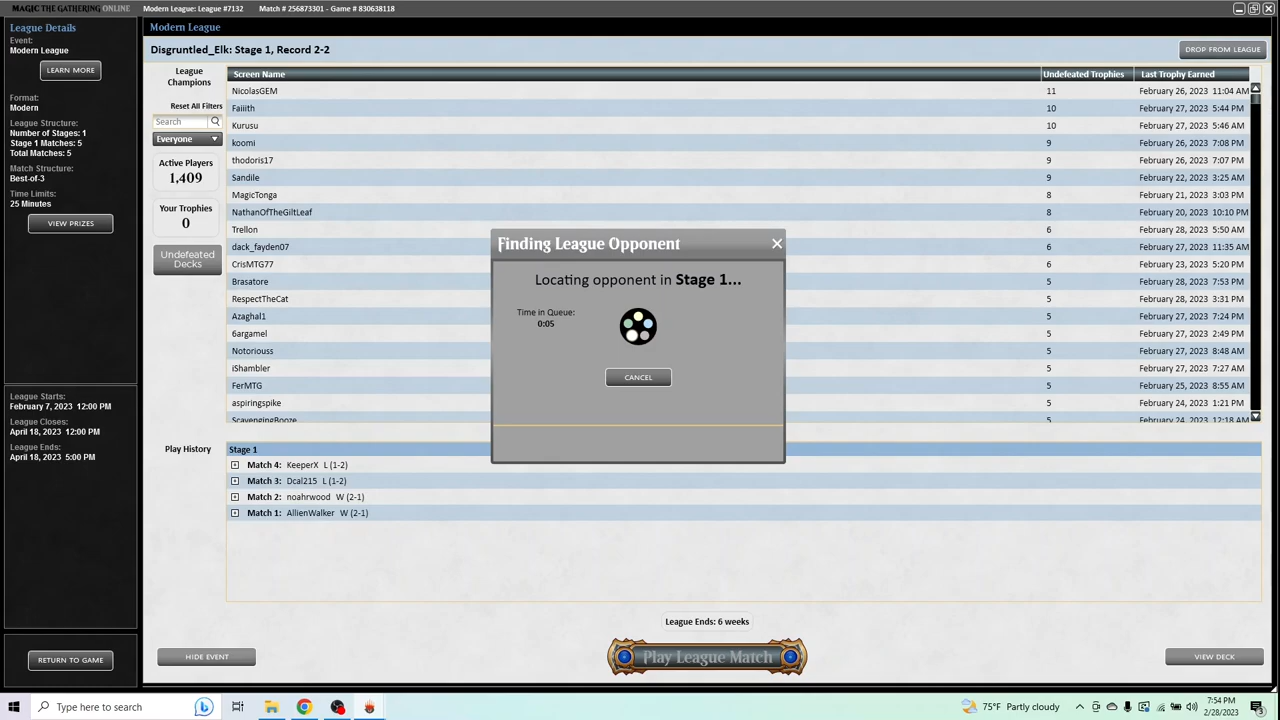 MAGIC THE GATHERING ONLINE Modern League: League #7132 Match # 256873301 - Game # 830638118
League Details
Event:
Modern League
LEARN MORE
Format:
Modern
League Structure:
Number of Stages: 1
Stage 1 Matches: 5
Total Matches: 5
Match Structure:
Best-of-3
Time Limits:
25 Minutes
VIEW PRIZES
League Starts:
February 7, 2023 12:00 PM
League Closes:
April 18, 2023 12:00 PM
League Ends:
April 18, 2023 5:00 PM
RETURN TO GAME
Modern League
Disgruntled_Elk: Stage 1, Record 2-2
DROP FROM LEAGUE
League
Champions
Reset All Filters
Search
Everyone
Active Players
1,409
Your Trophies
0
Undefeated
Decks
Screen Name Undefeated Trophies Last Trophy Earned
NicolasGEM 11 February 26, 2023 11:04 AM
Faiiith 10 February 27, 2023 5:44 PM
Kurusu 10 February 27, 2023 5:46 AM
koomi 9 February 26, 2023 7:08 PM
thodoris17 9 February 26, 2023 7:07 PM
Sandile 9 February 22, 2023 3:25 AM
MagicTonga 8 February 21, 2023 3:03 PM
NathanOfTheGiltLeaf 8 February 20, 2023 10:10 PM
Trellon 6 February 28, 2023 5:50 AM
dack_fayden07 6 February 27, 2023 11:35 AM
CrisMTG77 6 February 23, 2023 5:20 PM
Brasatore 5 February 28, 2023 7:53 PM
RespectTheCat 5 February 28, 2023 3:31 PM
Azaghal1 5 February 27, 2023 7:24 PM
6argamel 5 February 27, 2023 2:49 PM
Notoriouss 5 February 27, 2023 8:48 AM
iShambler 5 February 27, 2023 7:27 AM
FerMTG 5 February 25, 2023 8:55 AM
aspiringspike 5 February 24, 2023 1:21 PM
ScavengingBooze 5 February 24, 2023 12:18 AM
Finding League Opponent
Locating opponent in Stage 1...
Time in Queue:
0:05
CANCEL
Play History
Stage 1
Match 4: KeeperX L (1-2)
Match 3: Dcal215 L (1-2)
Match 2: noahrwood W (2-1)
Match 1: AllienWalker W (2-1)
League Ends: 6 weeks
HIDE EVENT
Play League Match
VIEW DECK
Type here to search
75°F Partly cloudy
7:54 PM
2/28/2023
3